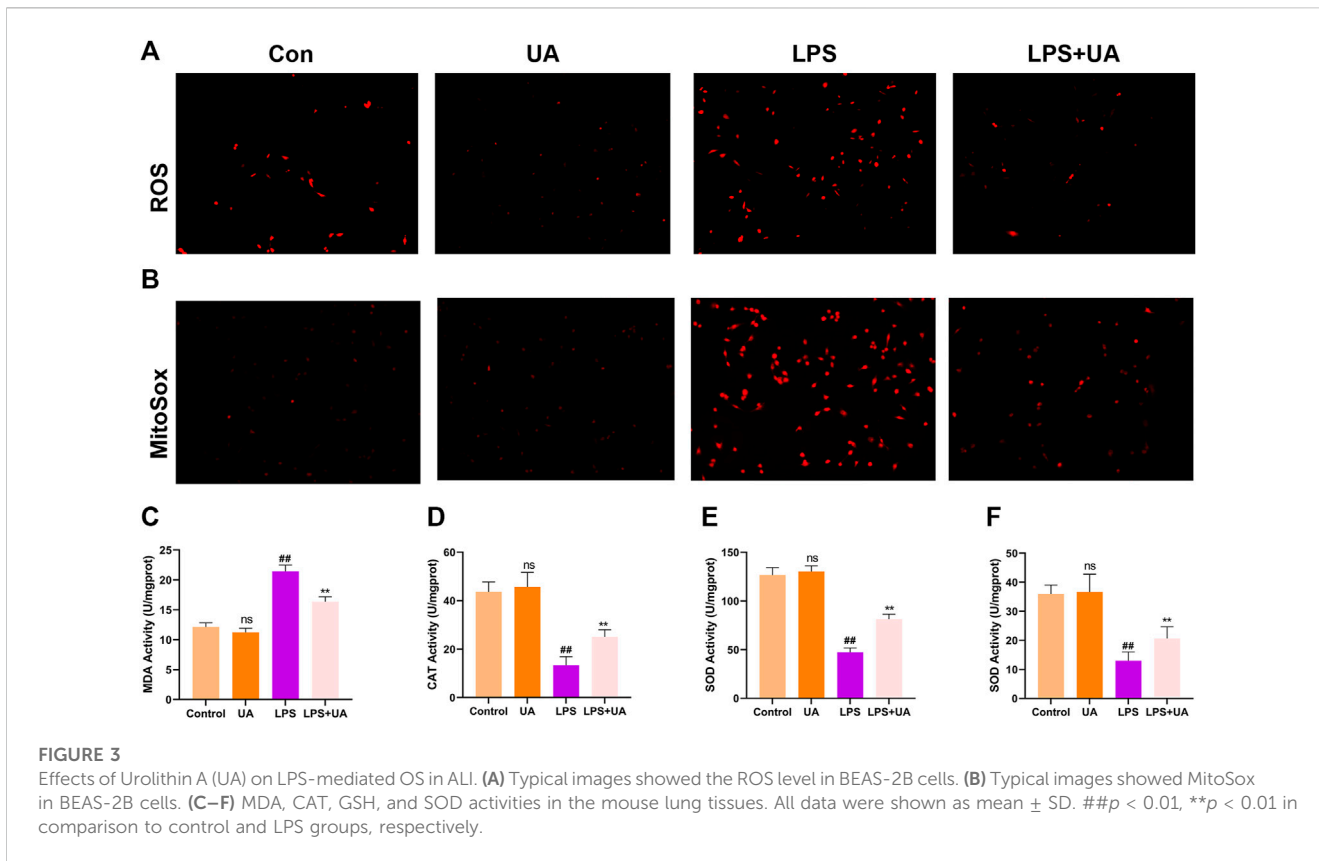 A
Con
UA
LPS
LPS+UA
ROS
B
MitoSox
C
MDA Activity (U/mgprot)
25
20
15
10
5
0
ns
##
**
Control
UA
LPS
LPS+UA
D
CAT Activity (U/mgprot)
60
40
20
0
ns
##
**
Control
UA
LPS
LPS+UA
E
SOD Activity (U/mgprot)
150
100
50
0
ns
##
**
Control
UA
LPS
LPS+UA
F
SOD Activity (U/mgprot)
50
40
30
20
10
0
ns
##
**
Control
UA
LPS
LPS+UA
FIGURE 3
Effects of Urolithin A (UA) on LPS-mediated OS in ALI. (A) Typical images showed the ROS level in BEAS-2B cells. (B) Typical images showed MitoSox
in BEAS-2B cells. (C–F) MDA, CAT, GSH, and SOD activities in the mouse lung tissues. All data were shown as mean ± SD. ##p < 0.01, **p < 0.01 in
comparison to control and LPS groups, respectively.